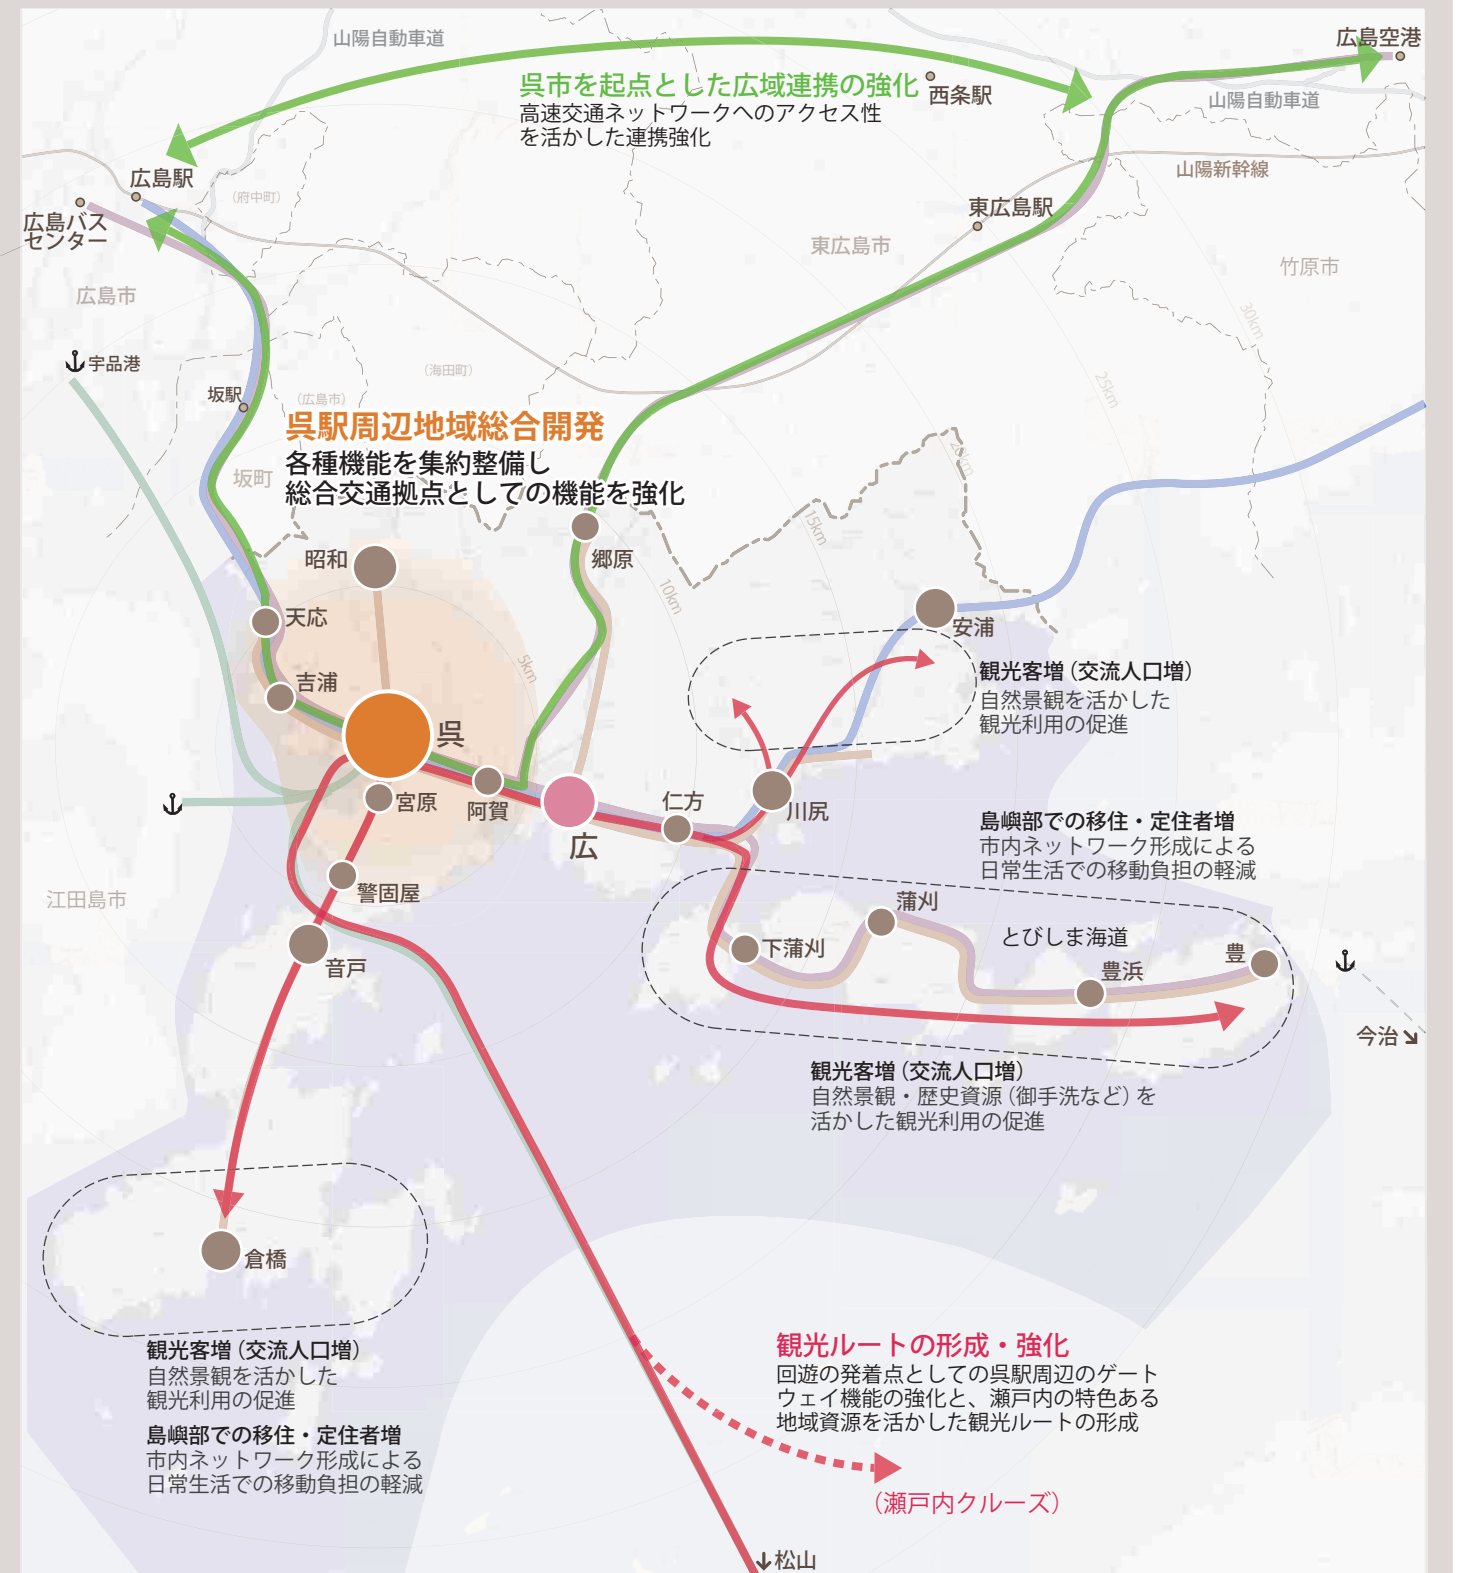 山陽自動車道
広島空港
呉市を起点とした広域連携の強化
高速交通ネットワークへのアクセス性
を活かした連携強化
西条駅
山陽自動車道
山陽新幹線
広島駅
(府中町)
広島バス
センター
東広島駅
東広島市
竹原市
広島市
30km
宇品港
坂駅
(海田町)
25km
(広島市)
呉駅周辺地域総合開発
各種機能を集約整備し
総合交通拠点としての機能を強化
坂町
20km
15km
昭和
郷原
10km
天応
安浦
5km
吉浦
観光客増(交流人口増)
自然景観を活かした
観光利用の促進
呉
宮原
阿賀
仁方
川尻
広
島嶼部での移住・定住者増
市内ネットワーク形成による
日常生活での移動負担の軽減
江田島市
警固屋
蒲刈
音戸
下蒲刈
とびしま海道
豊浜
豊
今治
観光客増(交流人口増)
自然景観・歴史資源(御手洗など)を
活かした観光利用の促進
倉橋
観光客増(交流人口増)
自然景観を活かした
観光利用の促進
島嶼部での移住・定住者増
市内ネットワーク形成による
日常生活での移動負担の軽減
観光ルートの形成・強化
回遊の発着点としての呉駅周辺のゲート
ウェイ機能の強化と、瀬戸内の特色ある
地域資源を活かした観光ルートの形成
(瀬戸内クルーズ)
松山